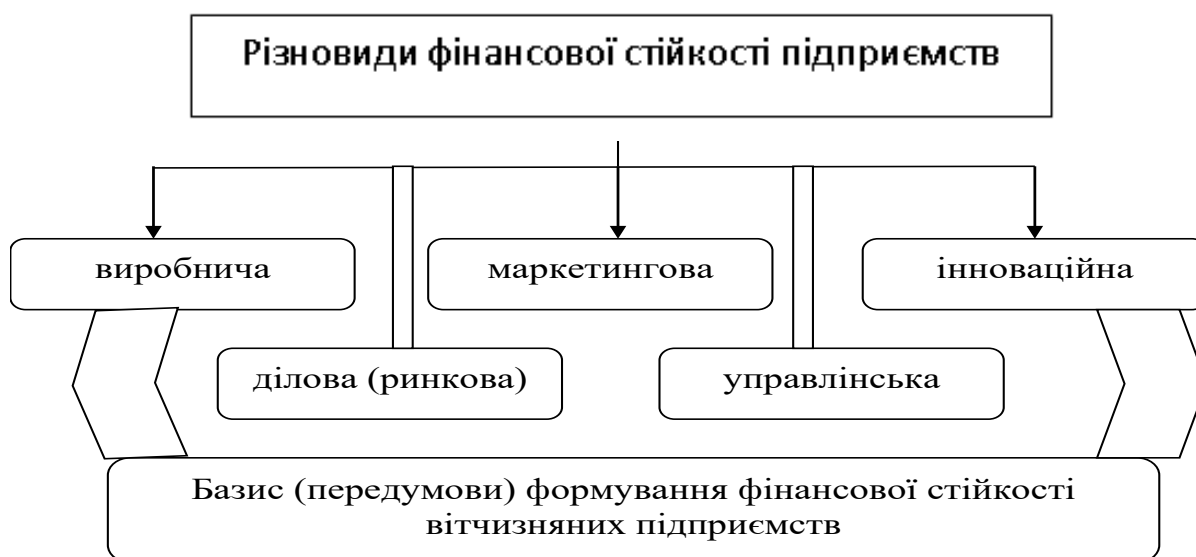 Різновиди фінансової стійкості підприємств
виробнича
маркетингова
інноваційна
ділова (ринкова)
управлінська
Базис (передумови) формування фінансової стійкості
вітчизняних підприємств